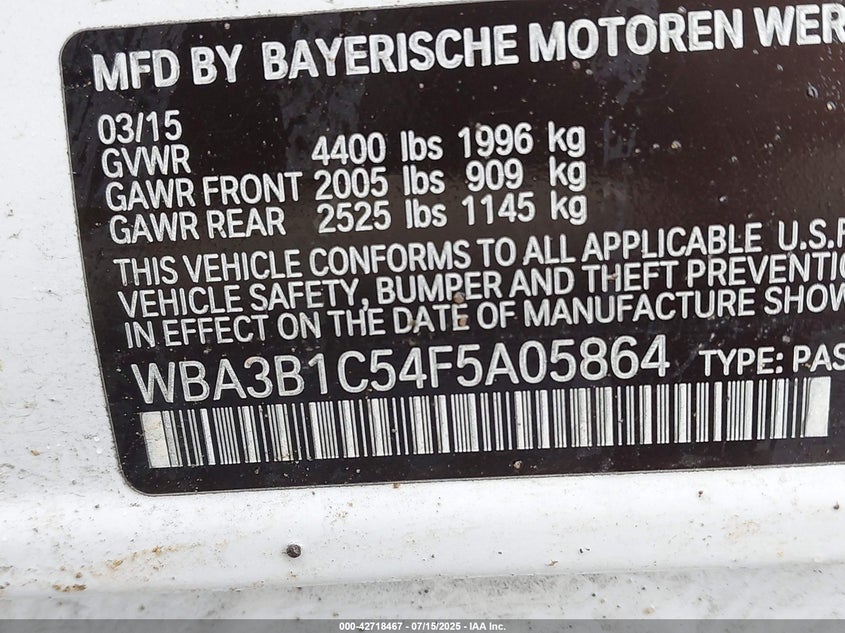 MFD BY BAYERISCHE MOTOREN WER
03/15
GVWR 4400 lbs 1996 kg
GAWR FRONT 2005 lbs 909 kg
GAWR REAR 2525 lbs 1145 kg
THIS VEHICLE CONFORMS TO ALL APPLICABLE U.S.F
VEHICLE SAFETY, BUMPER AND THEFT PREVENTIO
IN EFFECT ON THE DATE OF MANUFACTURE SHOW
WBA3B1C54F5A05864 TYPE: PAS
000-42718467 - 07/15/2025 - IAA Inc.